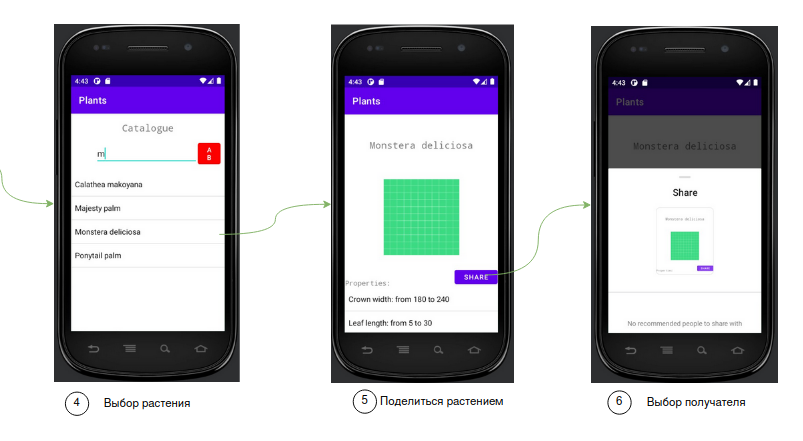 4:43
Plants
Catalogue
m
A
B
Calathea makoyana
Majesty palm
Monstera deliciosa
Ponytail palm
4 Выбор растения
4:43
Plants
Monstera deliciosa
SHARE
Properties:
Crown width: from 180 to 240
Leaf length: from 5 to 30
5 Поделиться растением
4:43
Plants
Monstera deliciosa
Share
Monstera deliciosa
SHARE
Properties:
No recommended people to share with
6 Выбор получателя